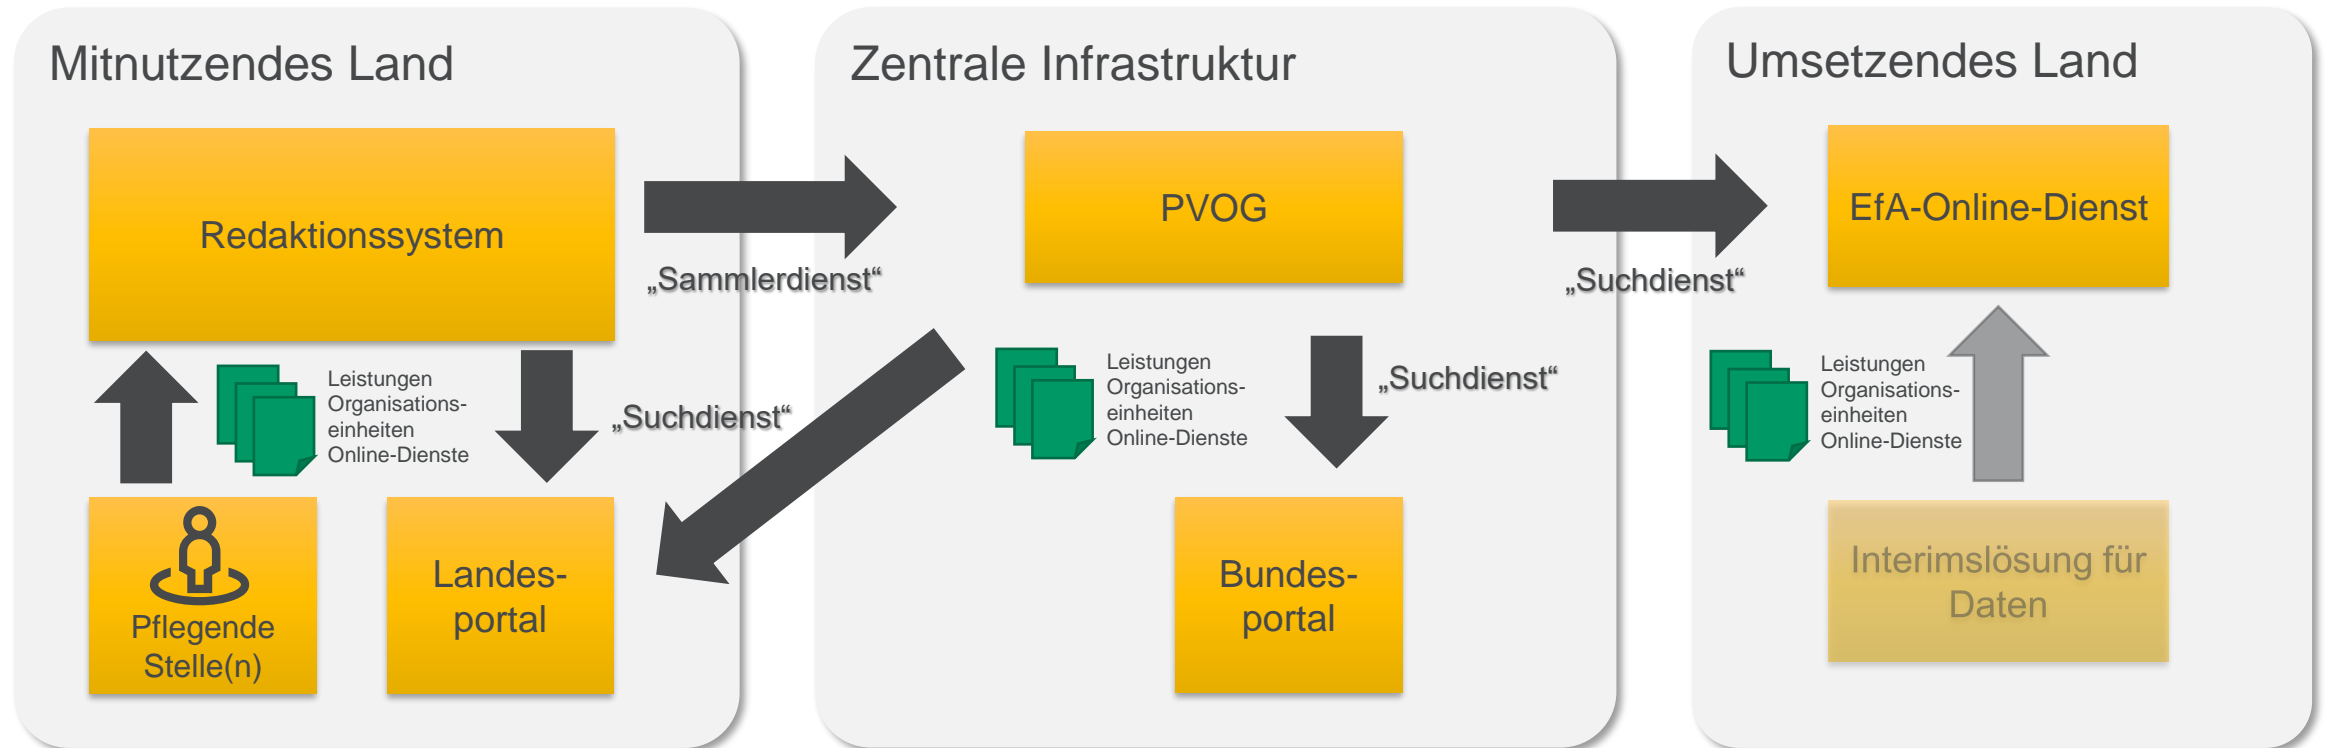 Mitnutzendes Land
Redaktionssystem
„Sammlerdienst“
Leistungen
Organisations-
einheiten
Online-Dienste
„Suchdienst“
Pflegende
Stelle(n)
Landes-
portal
Zentrale Infrastruktur
PVOG
„Suchdienst“
Leistungen
Organisations-
einheiten
Online-Dienste
„Suchdienst“
Bundes-
portal
Umsetzendes Land
EfA-Online-Dienst
Leistungen
Organisations-
einheiten
Online-Dienste
Interimslösung für
Daten